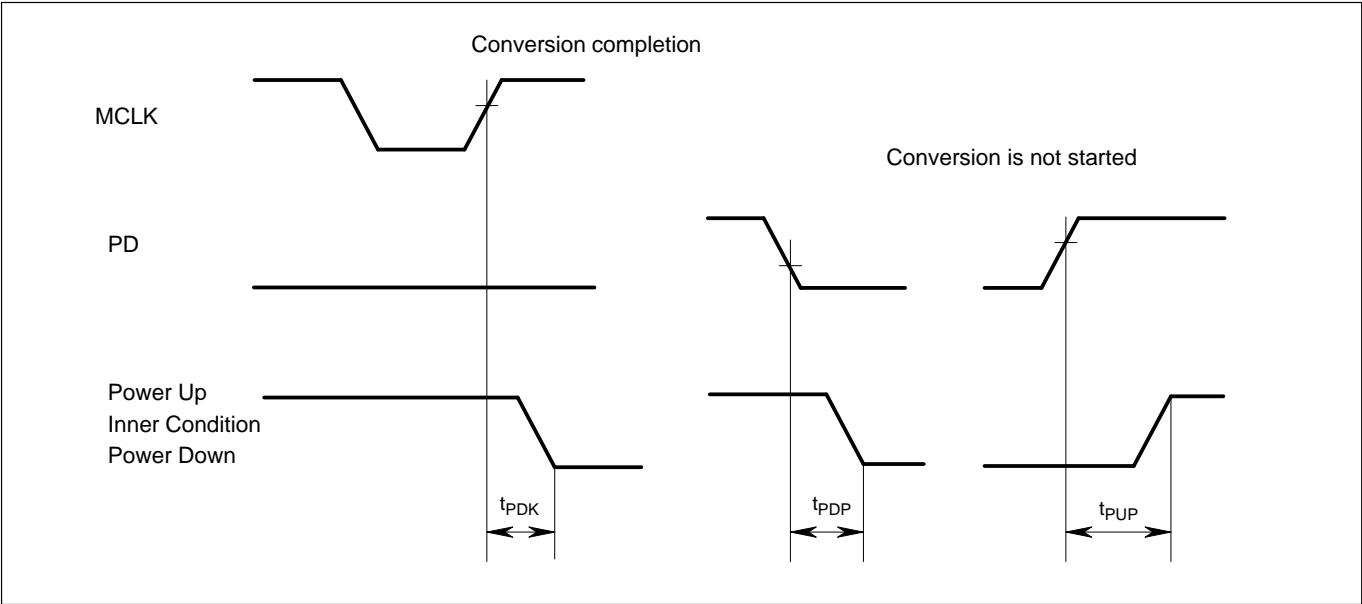 Conversion completion
MCLK
Conversion is not started
PD
Power Up
Inner Condition
Power Down
tPDK
tPDP
tPUP